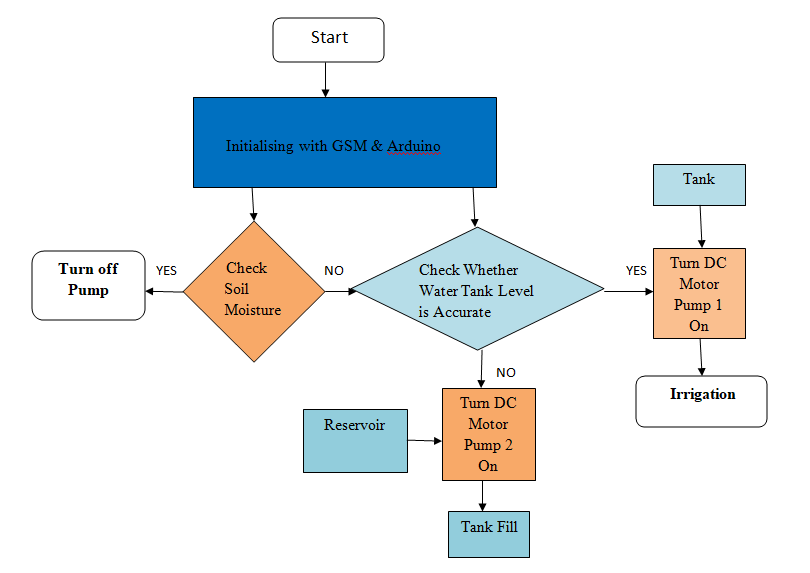 Start
Initialising with GSM & Arduino
Tank
Turn off
Pump
YES
Check
Soil
Moisture
NO
Check Whether
Water Tank Level
is Accurate
YES
Turn DC
Motor
Pump 1
On
NO
Irrigation
Reservoir
Turn DC
Motor
Pump 2
On
Tank Fill